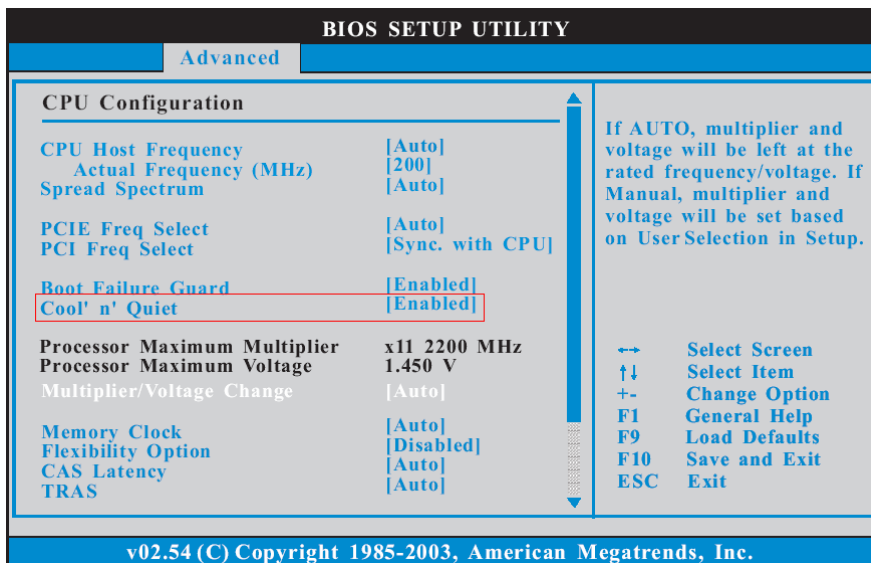 BIOS SETUP UTILITY
Advanced
CPU Configuration
CPU Host Frequency [Auto]
Actual Frequency (MHz) [200]
Spread Spectrum [Auto]
PCIE Freq Select [Auto]
PCI Freq Select [Sync. with CPU]
Boot Failure Guard [Enabled]
Cool' n' Quiet [Enabled]
Processor Maximum Multiplier x11 2200 MHz
Processor Maximum Voltage 1.450 V
Multiplier/Voltage Change [Auto]
Memory Clock [Auto]
Flexibility Option [Disabled]
CAS Latency [Auto]
TRAS [Auto]
If AUTO, multiplier and
voltage will be left at the
rated frequency/voltage. If
Manual, multiplier and
voltage will be set based
on User Selection in Setup.
←→ Select Screen
↑↓ Select Item
+- Change Option
F1 General Help
F9 Load Defaults
F10 Save and Exit
ESC Exit
v02.54 (C) Copyright 1985-2003, American Megatrends, Inc.